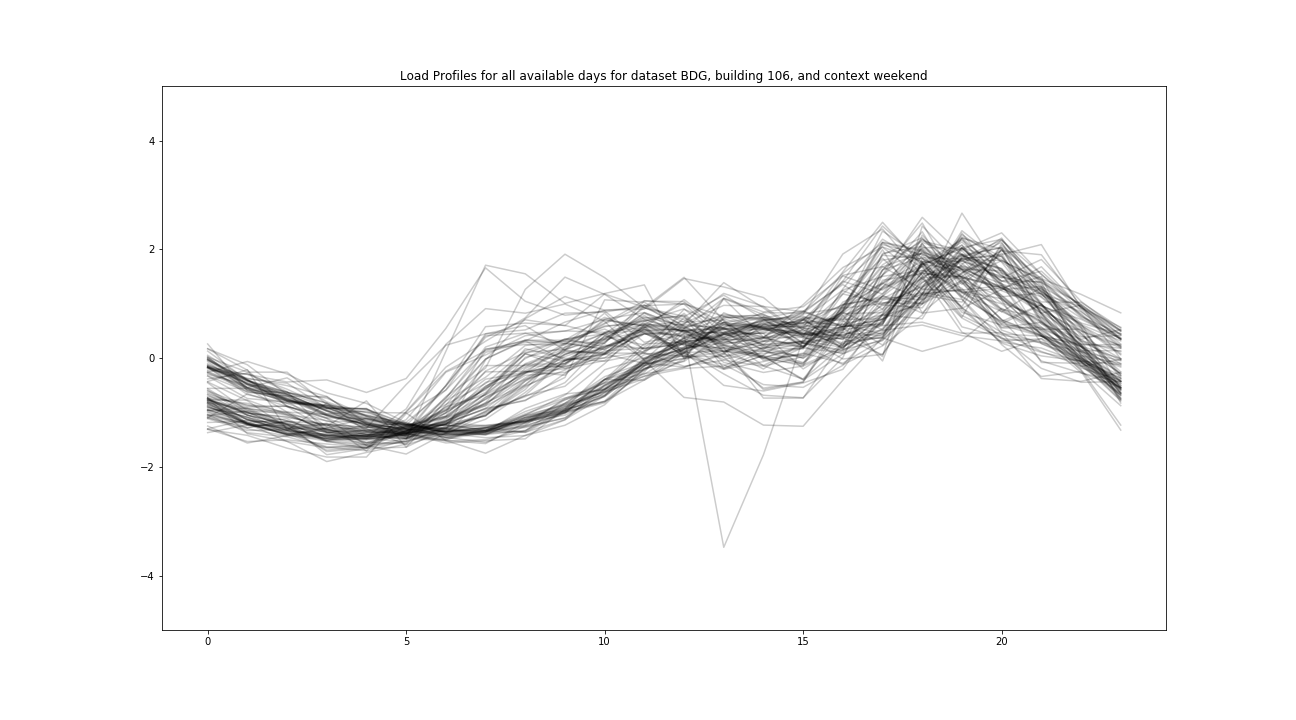 Load Profiles for all available days for dataset BDG, building 106, and context weekend
4
2
0
−2
−4
0 5 10 15 20